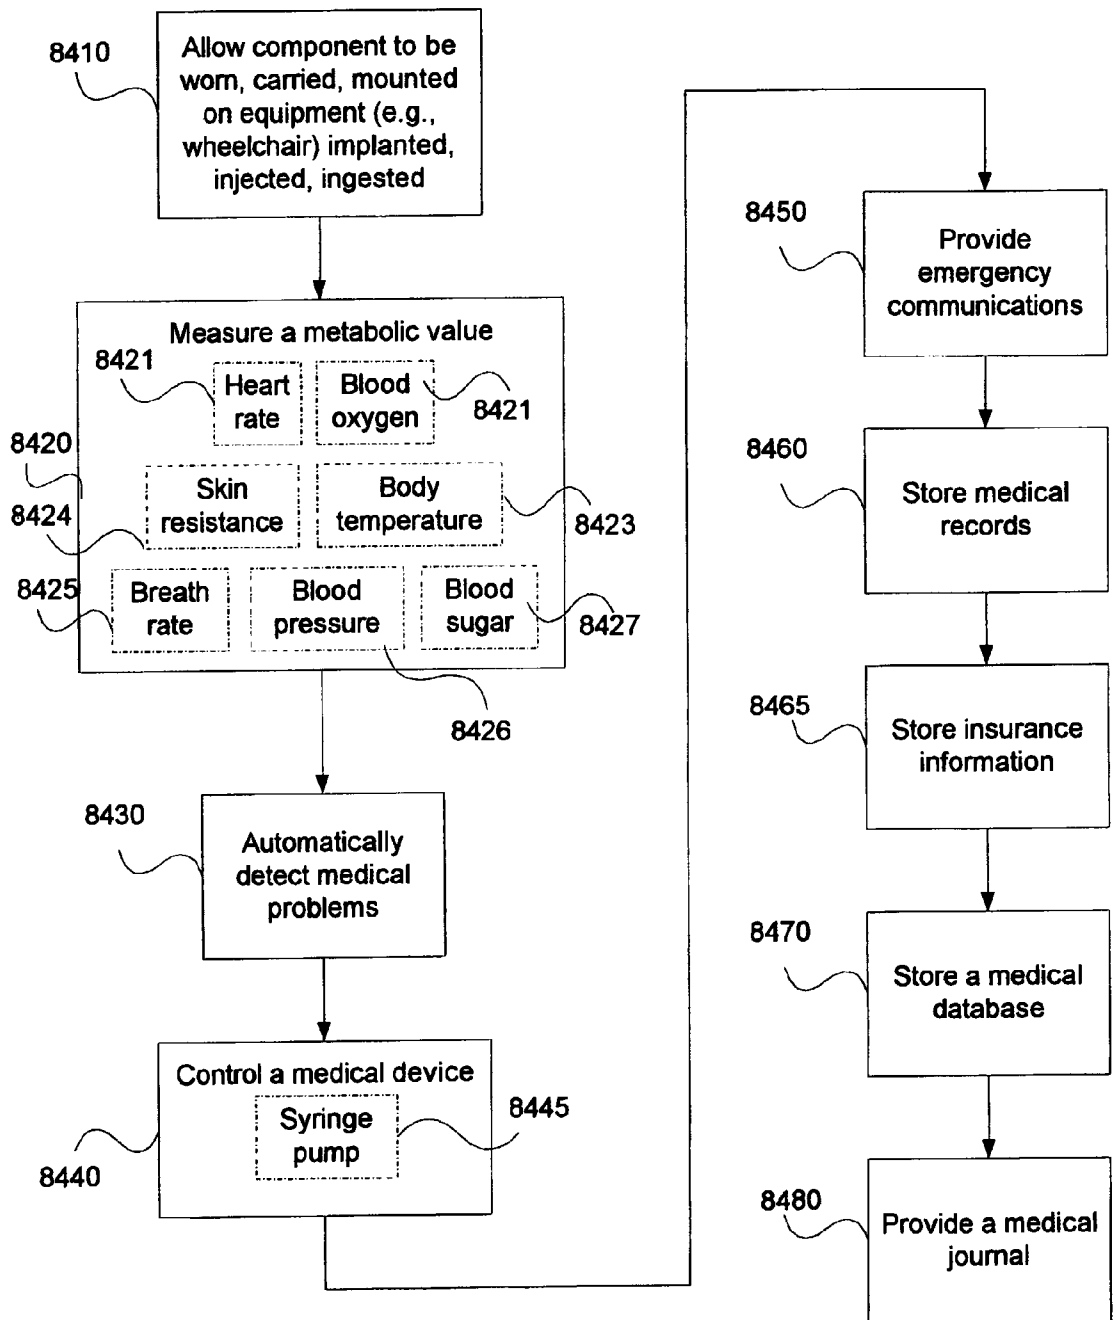 8410
Allow component to be
worn, carried, mounted
on equipment (e.g.,
wheelchair) implanted,
injected, ingested
Measure a metabolic value
8421
Heart
rate
Blood
oxygen
8421
8420
Skin
resistance
Body
temperature
8424
8423
8425
Breath
rate
Blood
pressure
Blood
sugar
8427
8426
8430
Automatically
detect medical
problems
Control a medical device
Syringe
pump
8445
8440
8450
Provide
emergency
communications
8460
Store medical
records
8465
Store insurance
information
8470
Store a medical
database
8480
Provide a medical
journal